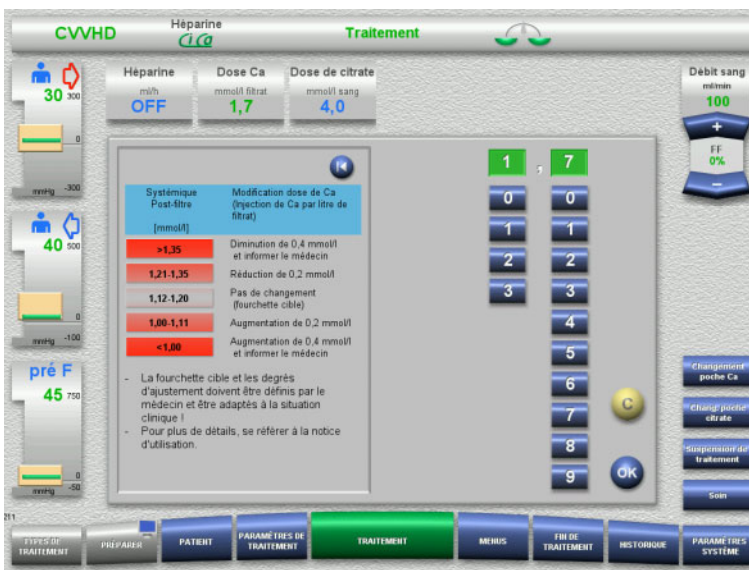 CVVHD
Héparine
CiCa
Traitement
30 300
0
mmHg -300
40 500
0
mmHg -100
pré F
45 750
0
mmHg -50
Héparine
ml/h
OFF
Dose Ca
mmol/l filtrat
1,7
Dose de citrate
mmol/l sang
4,0
Débit sang
ml/min
100
+
FF
0%
−
Systémique
Post-filtre
[mmol/l]
Modification dose de Ca
(Injection de Ca par litre de
filtrat)
>1,35
Diminution de 0,4 mmol/l
et informer le médecin
1,21-1,35
Réduction de 0,2 mmol/l
1,12-1,20
Pas de changement
(fourchette cible)
1,00-1,11
Augmentation de 0,2 mmol/l
<1,00
Augmentation de 0,4 mmol/l
et informer le médecin
- La fourchette cible et les degrés
d'ajustement doivent être définis par le
médecin et être adaptés à la situation
clinique !
- Pour plus de détails, se référer à la notice
d'utilisation.
1 , 7
0 0
1 1
2 2
3 3
4
5
6
7
8
9
C
OK
Changement
poche Ca
Chang. poche
citrate
Suspension de
traitement
Soin
211
TYPES DE
TRAITEMENT
PRÉPARER
PATIENT
PARAMÈTRES DE
TRAITEMENT
TRAITEMENT
MENUS
FIN DE
TRAITEMENT
HISTORIQUE
PARAMÈTRES
SYSTÈME